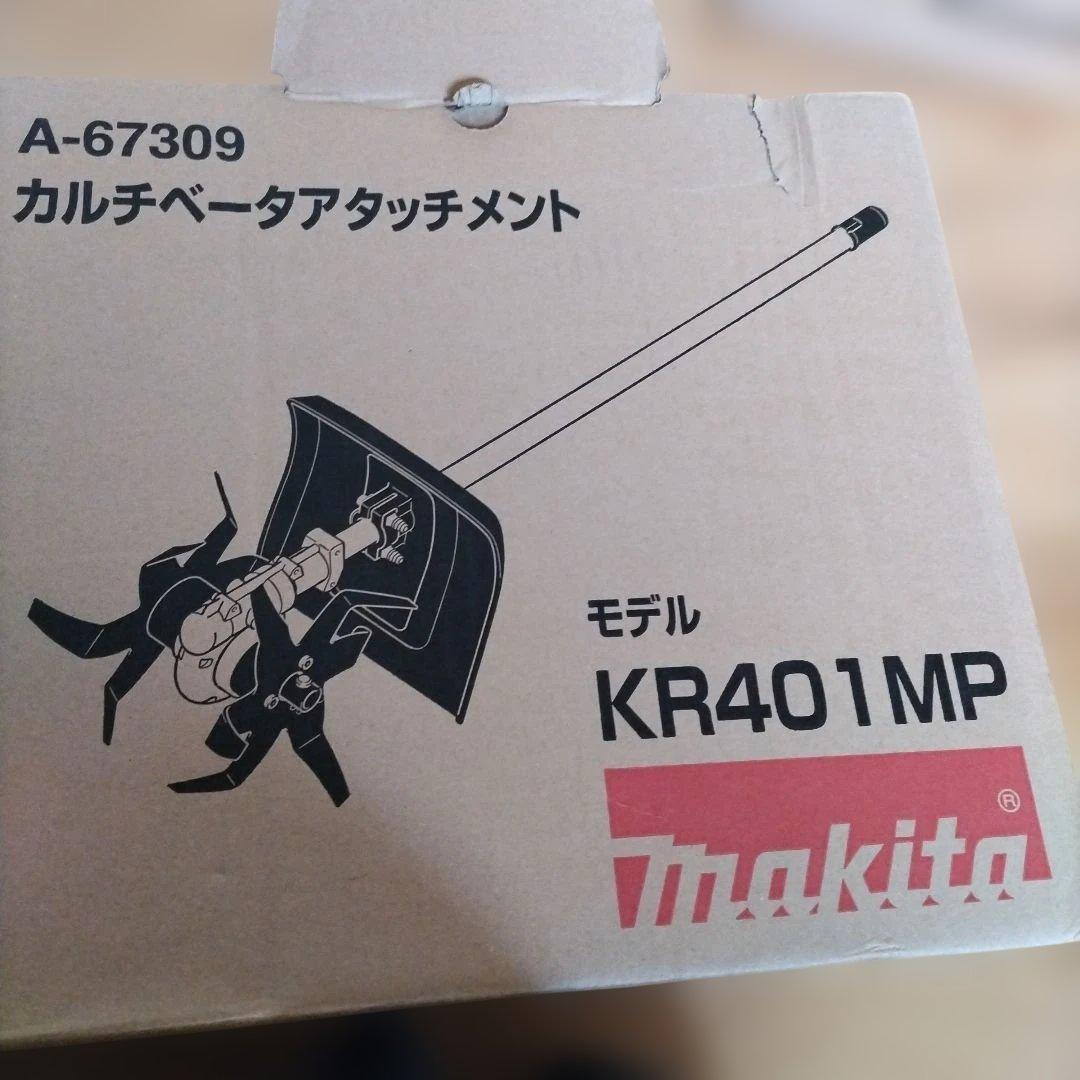 A-67309
カルチベータアタッチメント
モデル
KR401MP
makita®